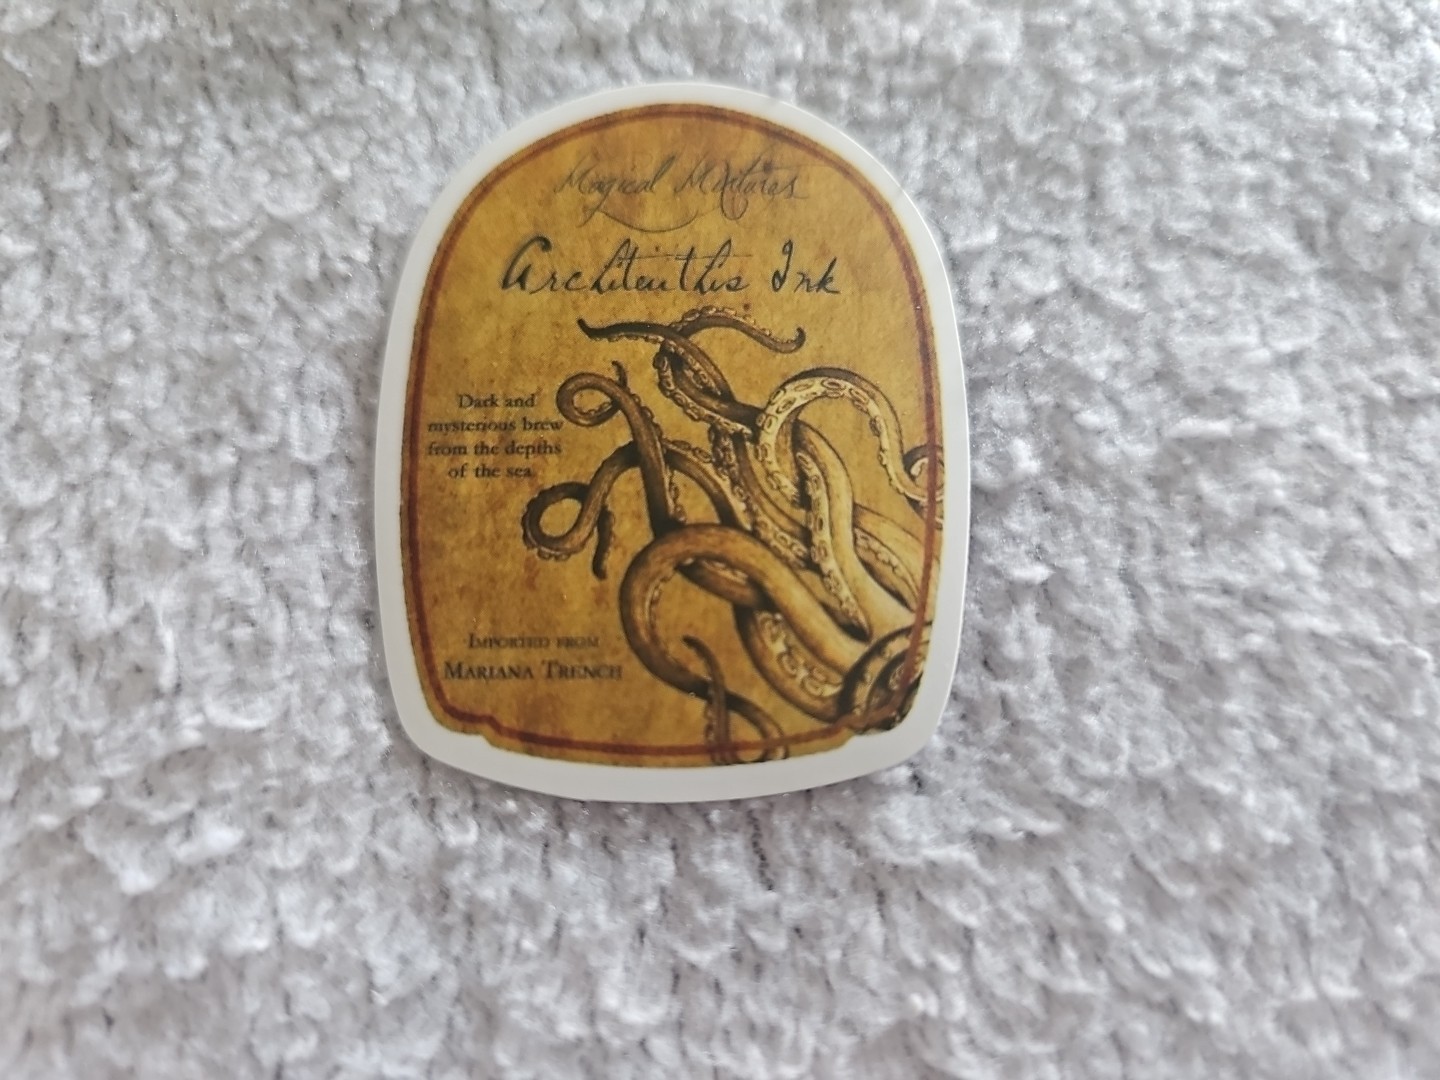 Magical Mixtures
Architeuthis Ink
Dark and
mysterious brew
from the depths
of the sea.
Imported from
Mariana Trench